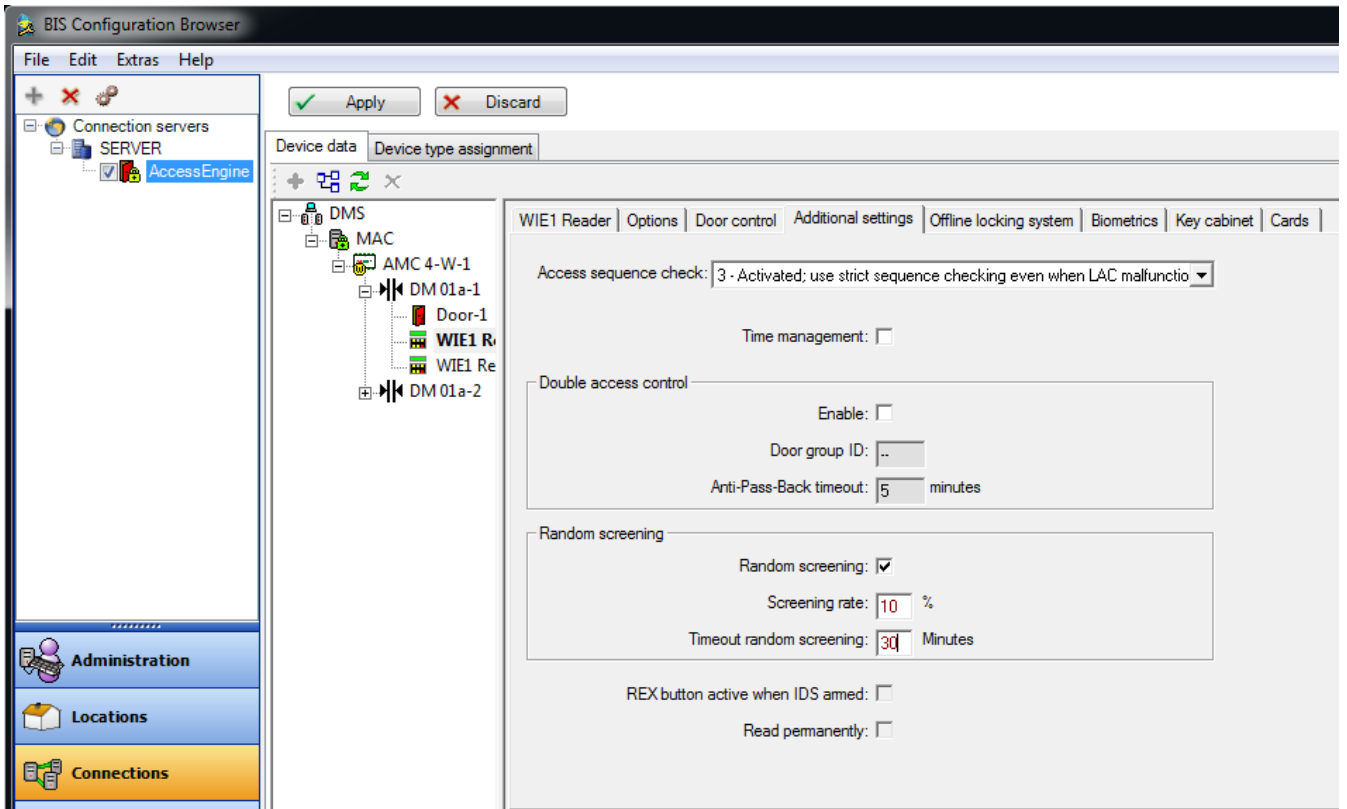 BIS Configuration Browser
File Edit Extras Help
Apply Discard
Connection servers
SERVER
AccessEngine
Device data Device type assignment
DMS
MAC
AMC 4-W-1
DM 01a-1
Door-1
WIE1 R
WIE1 Re
DM 01a-2
WIE1 Reader Options Door control Additional settings Offline locking system Biometrics Key cabinet Cards
Access sequence check: 3 - Activated; use strict sequence checking even when LAC malfunctio
Time management:
Double access control
Enable:
Door group ID: --
Anti-Pass-Back timeout: 5 minutes
Random screening
Random screening:
Screening rate: 10 %
Timeout random screening: 30 Minutes
REX button active when IDS armed:
Read permanently:
Administration
Locations
Connections